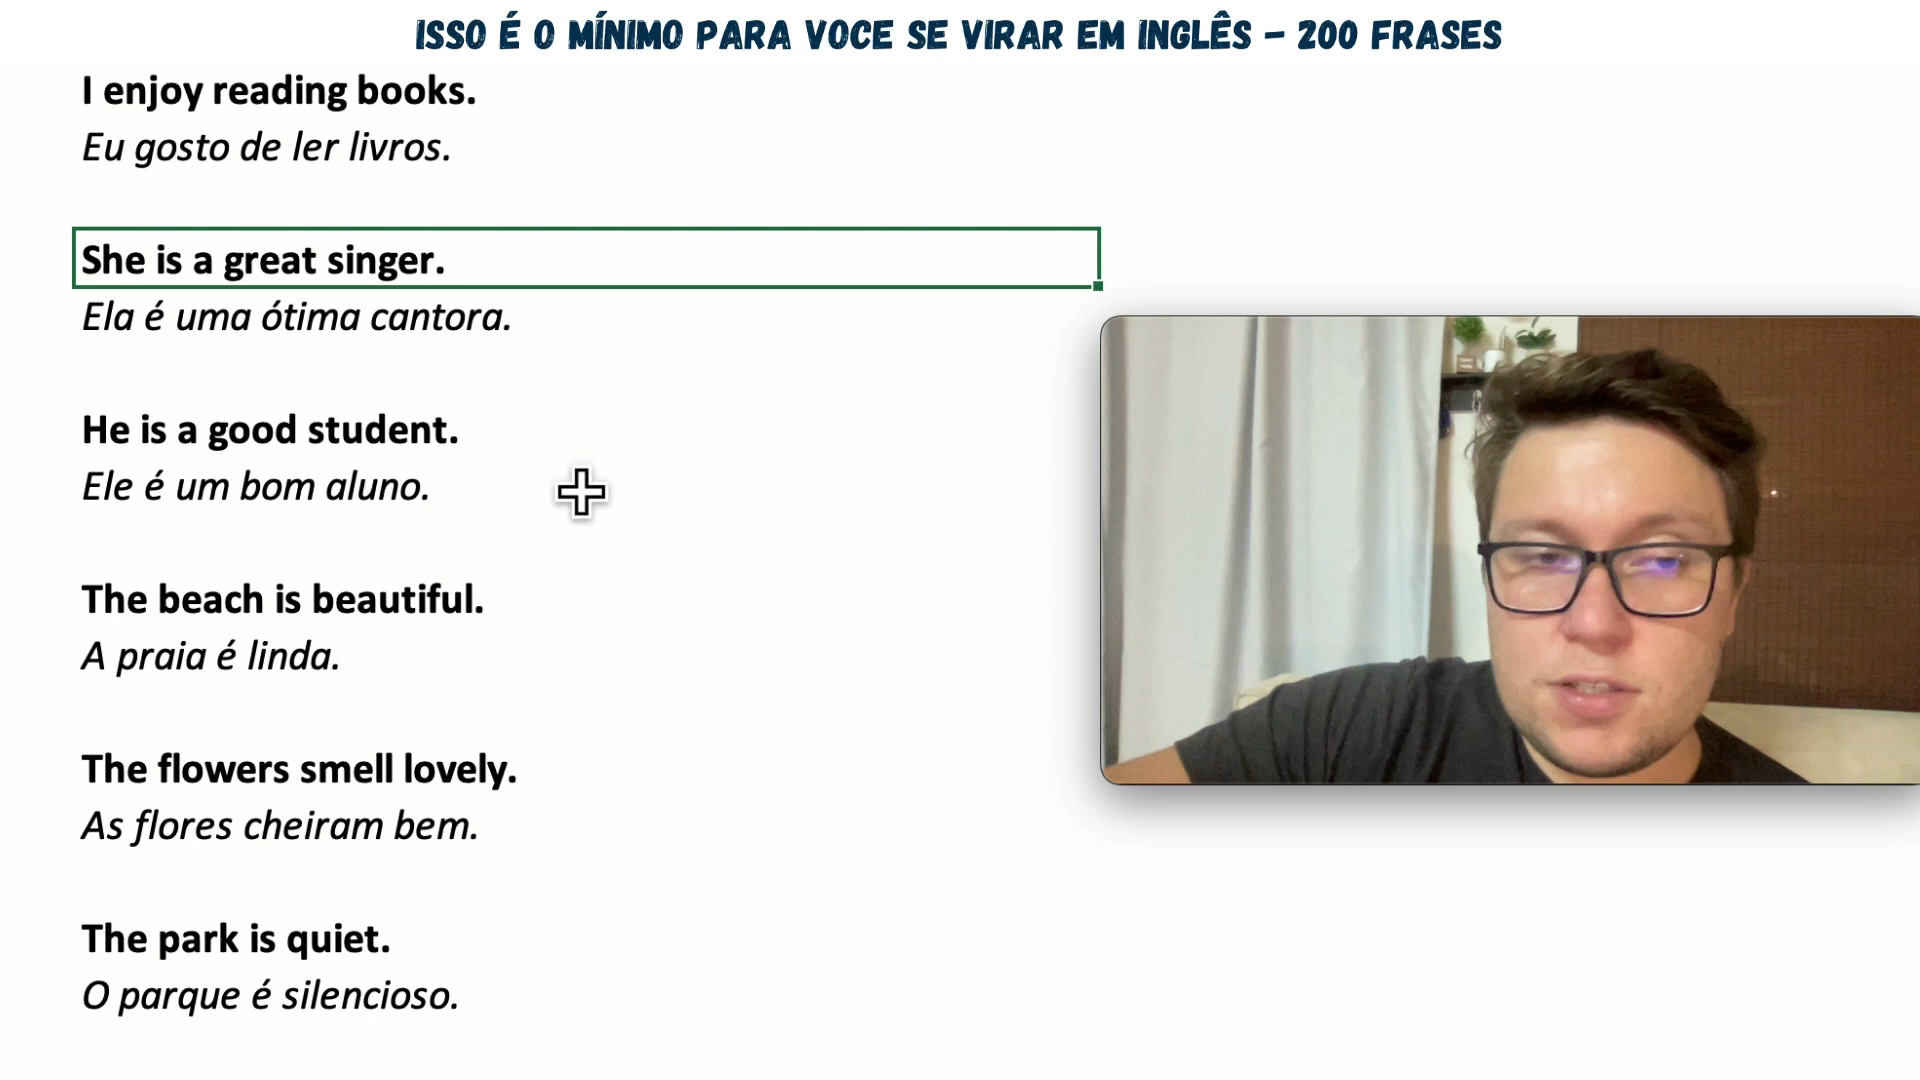 ISSO É O MÍNIMO PARA VOCE SE VIRAR EM INGLÊS – 200 FRASES
I enjoy reading books.
Eu gosto de ler livros.
She is a great singer.
Ela é uma ótima cantora.
He is a good student.
Ele é um bom aluno.
The beach is beautiful.
A praia é linda.
The flowers smell lovely.
As flores cheiram bem.
The park is quiet.
O parque é silencioso.